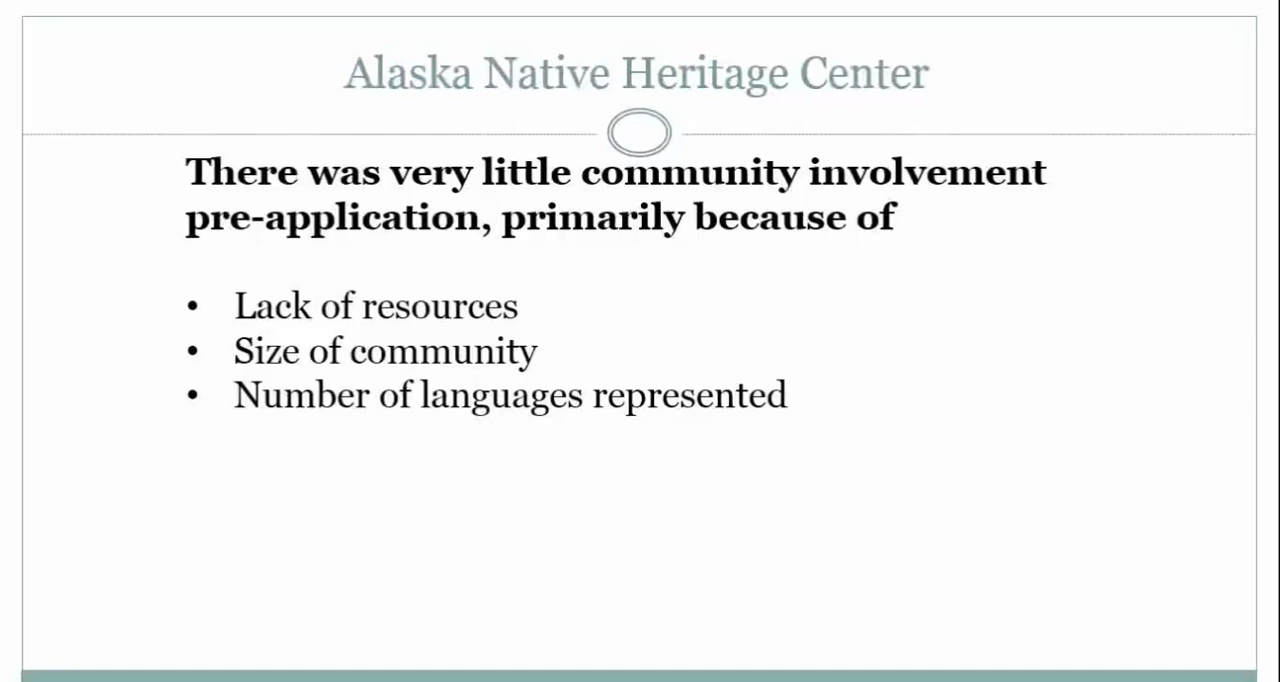 Alaska Native Heritage Center
There was very little community involvement
pre-application, primarily because of
• Lack of resources
• Size of community
• Number of languages represented